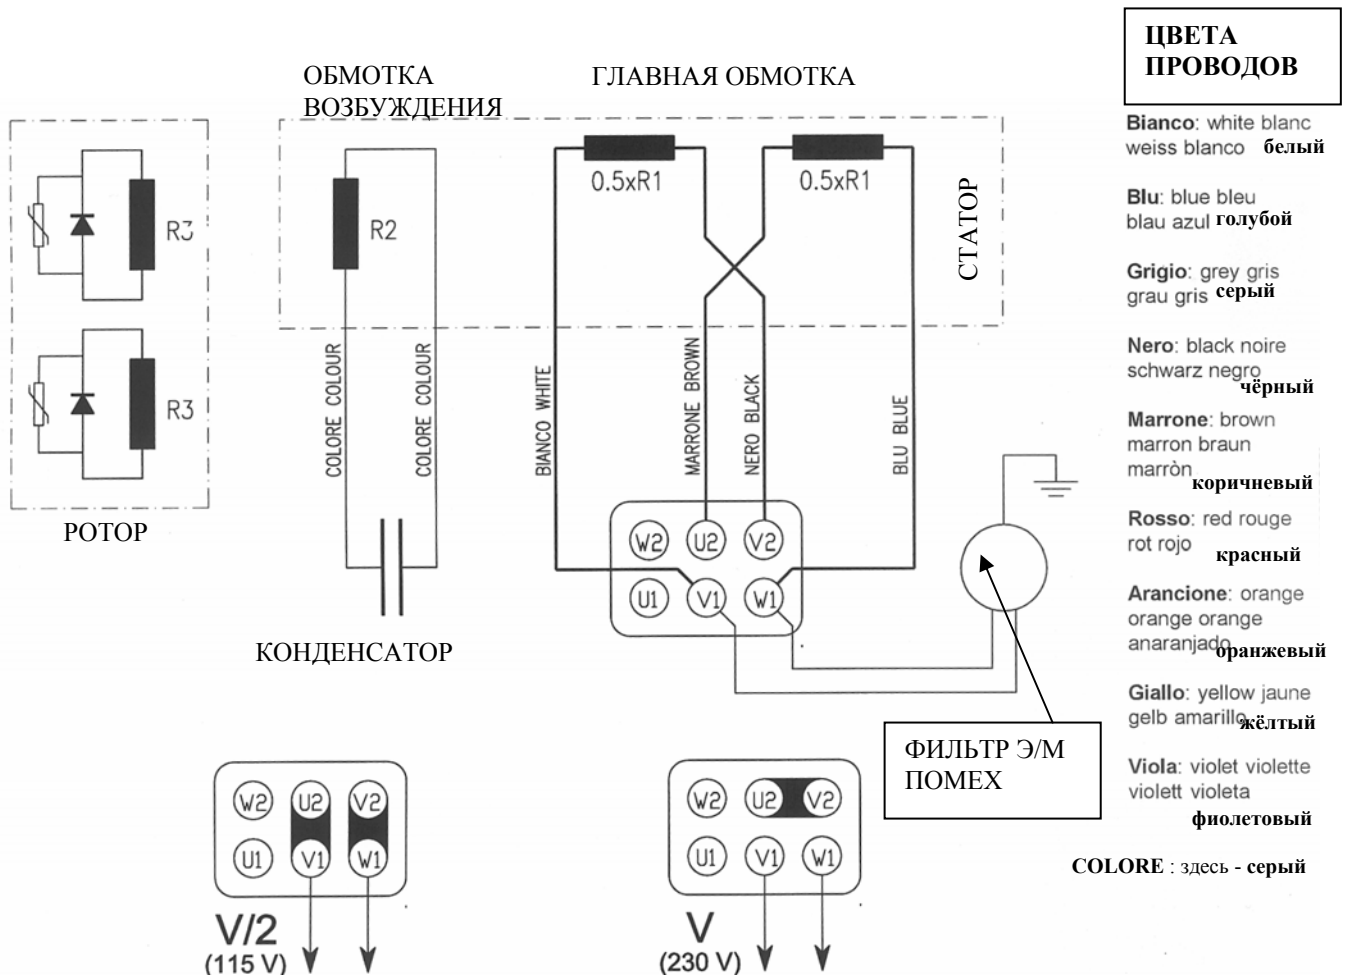 ОБМОТКА
ВОЗБУЖДЕНИЯ
ГЛАВНАЯ ОБМОТКА
R3
R3
РОТОР
R2
0.5xR1
0.5xR1
СТАТОР
COLORE COLOUR
COLORE COLOUR
BIANCO WHITE
MARRONE BROWN
NERO BLACK
BLU BLUE
КОНДЕНСАТОР
W2 U2 V2
U1 V1 W1
ФИЛЬТР Э/М
ПОМЕХ
W2 U2 V2
U1 V1 W1
V/2
(115 V)
W2 U2 V2
U1 V1 W1
V
(230 V)
ЦВЕТА
ПРОВОДОВ
Bianco: white blanc
weiss blanco белый
Blu: blue bleu
blau azul голубой
Grigio: grey gris
grau gris серый
Nero: black noire
schwarz negro
чёрный
Marrone: brown
marron braun
marròn
коричневый
Rosso: red rouge
rot rojo
красный
Arancione: orange
orange orange
anaranjado
оранжевый
Giallo: yellow jaune
gelb amarillo
жёлтый
Viola: violet violette
violett violeta
фиолетовый
COLORE : здесь - серый